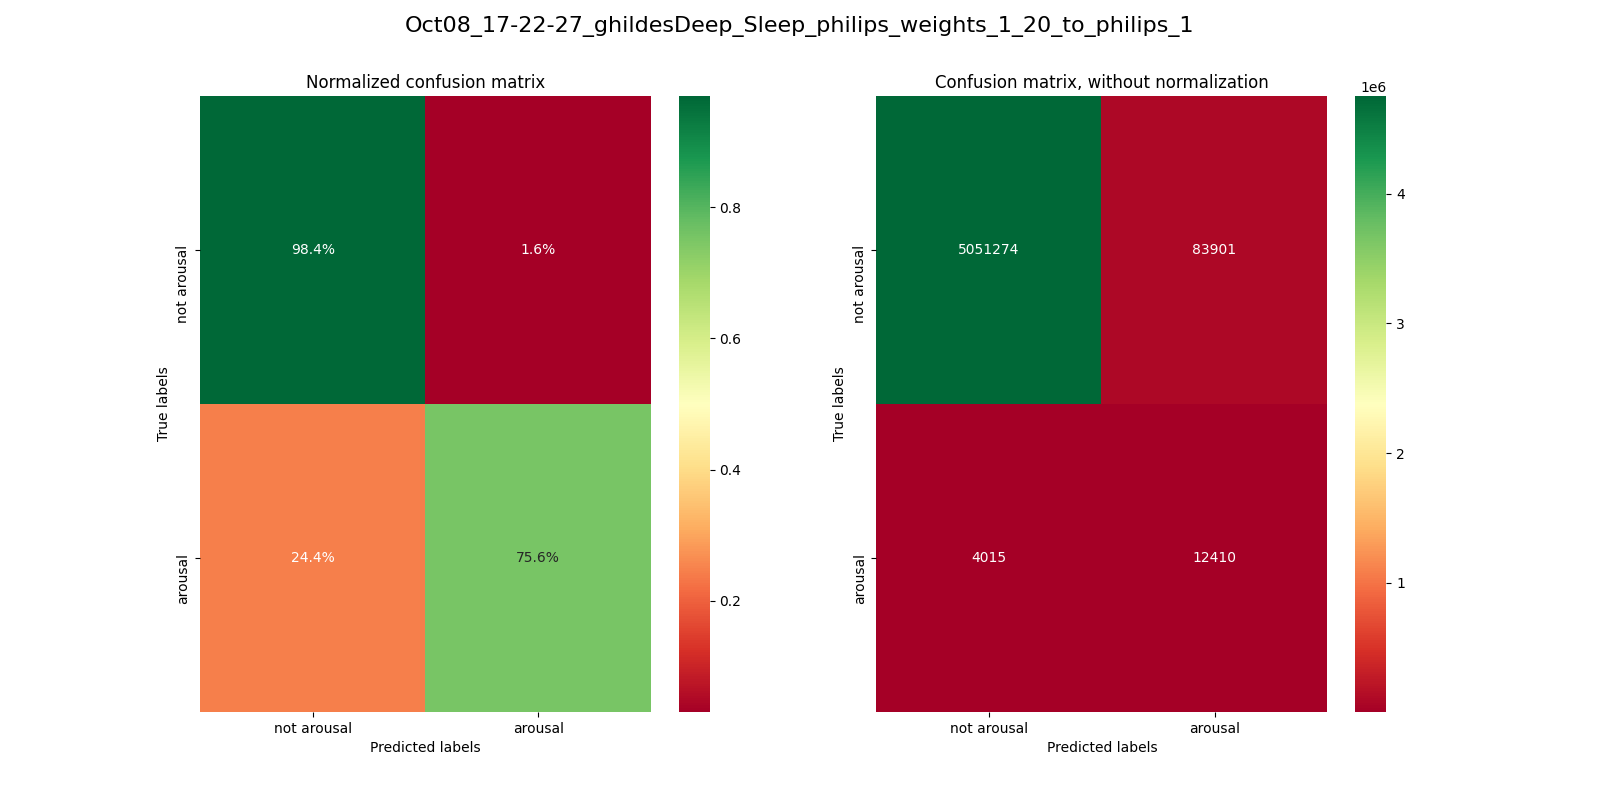 Oct08_17-22-27_ghildesDeep_Sleep_philips_weights_1_20_to_philips_1
Normalized confusion matrix
98.4%
1.6%
24.4%
75.6%
not arousal
arousal
True labels
not arousal
arousal
Predicted labels
0.8
0.6
0.4
0.2
Confusion matrix, without normalization
5051274
83901
4015
12410
not arousal
arousal
True labels
not arousal
arousal
Predicted labels
1e6
4
3
2
1